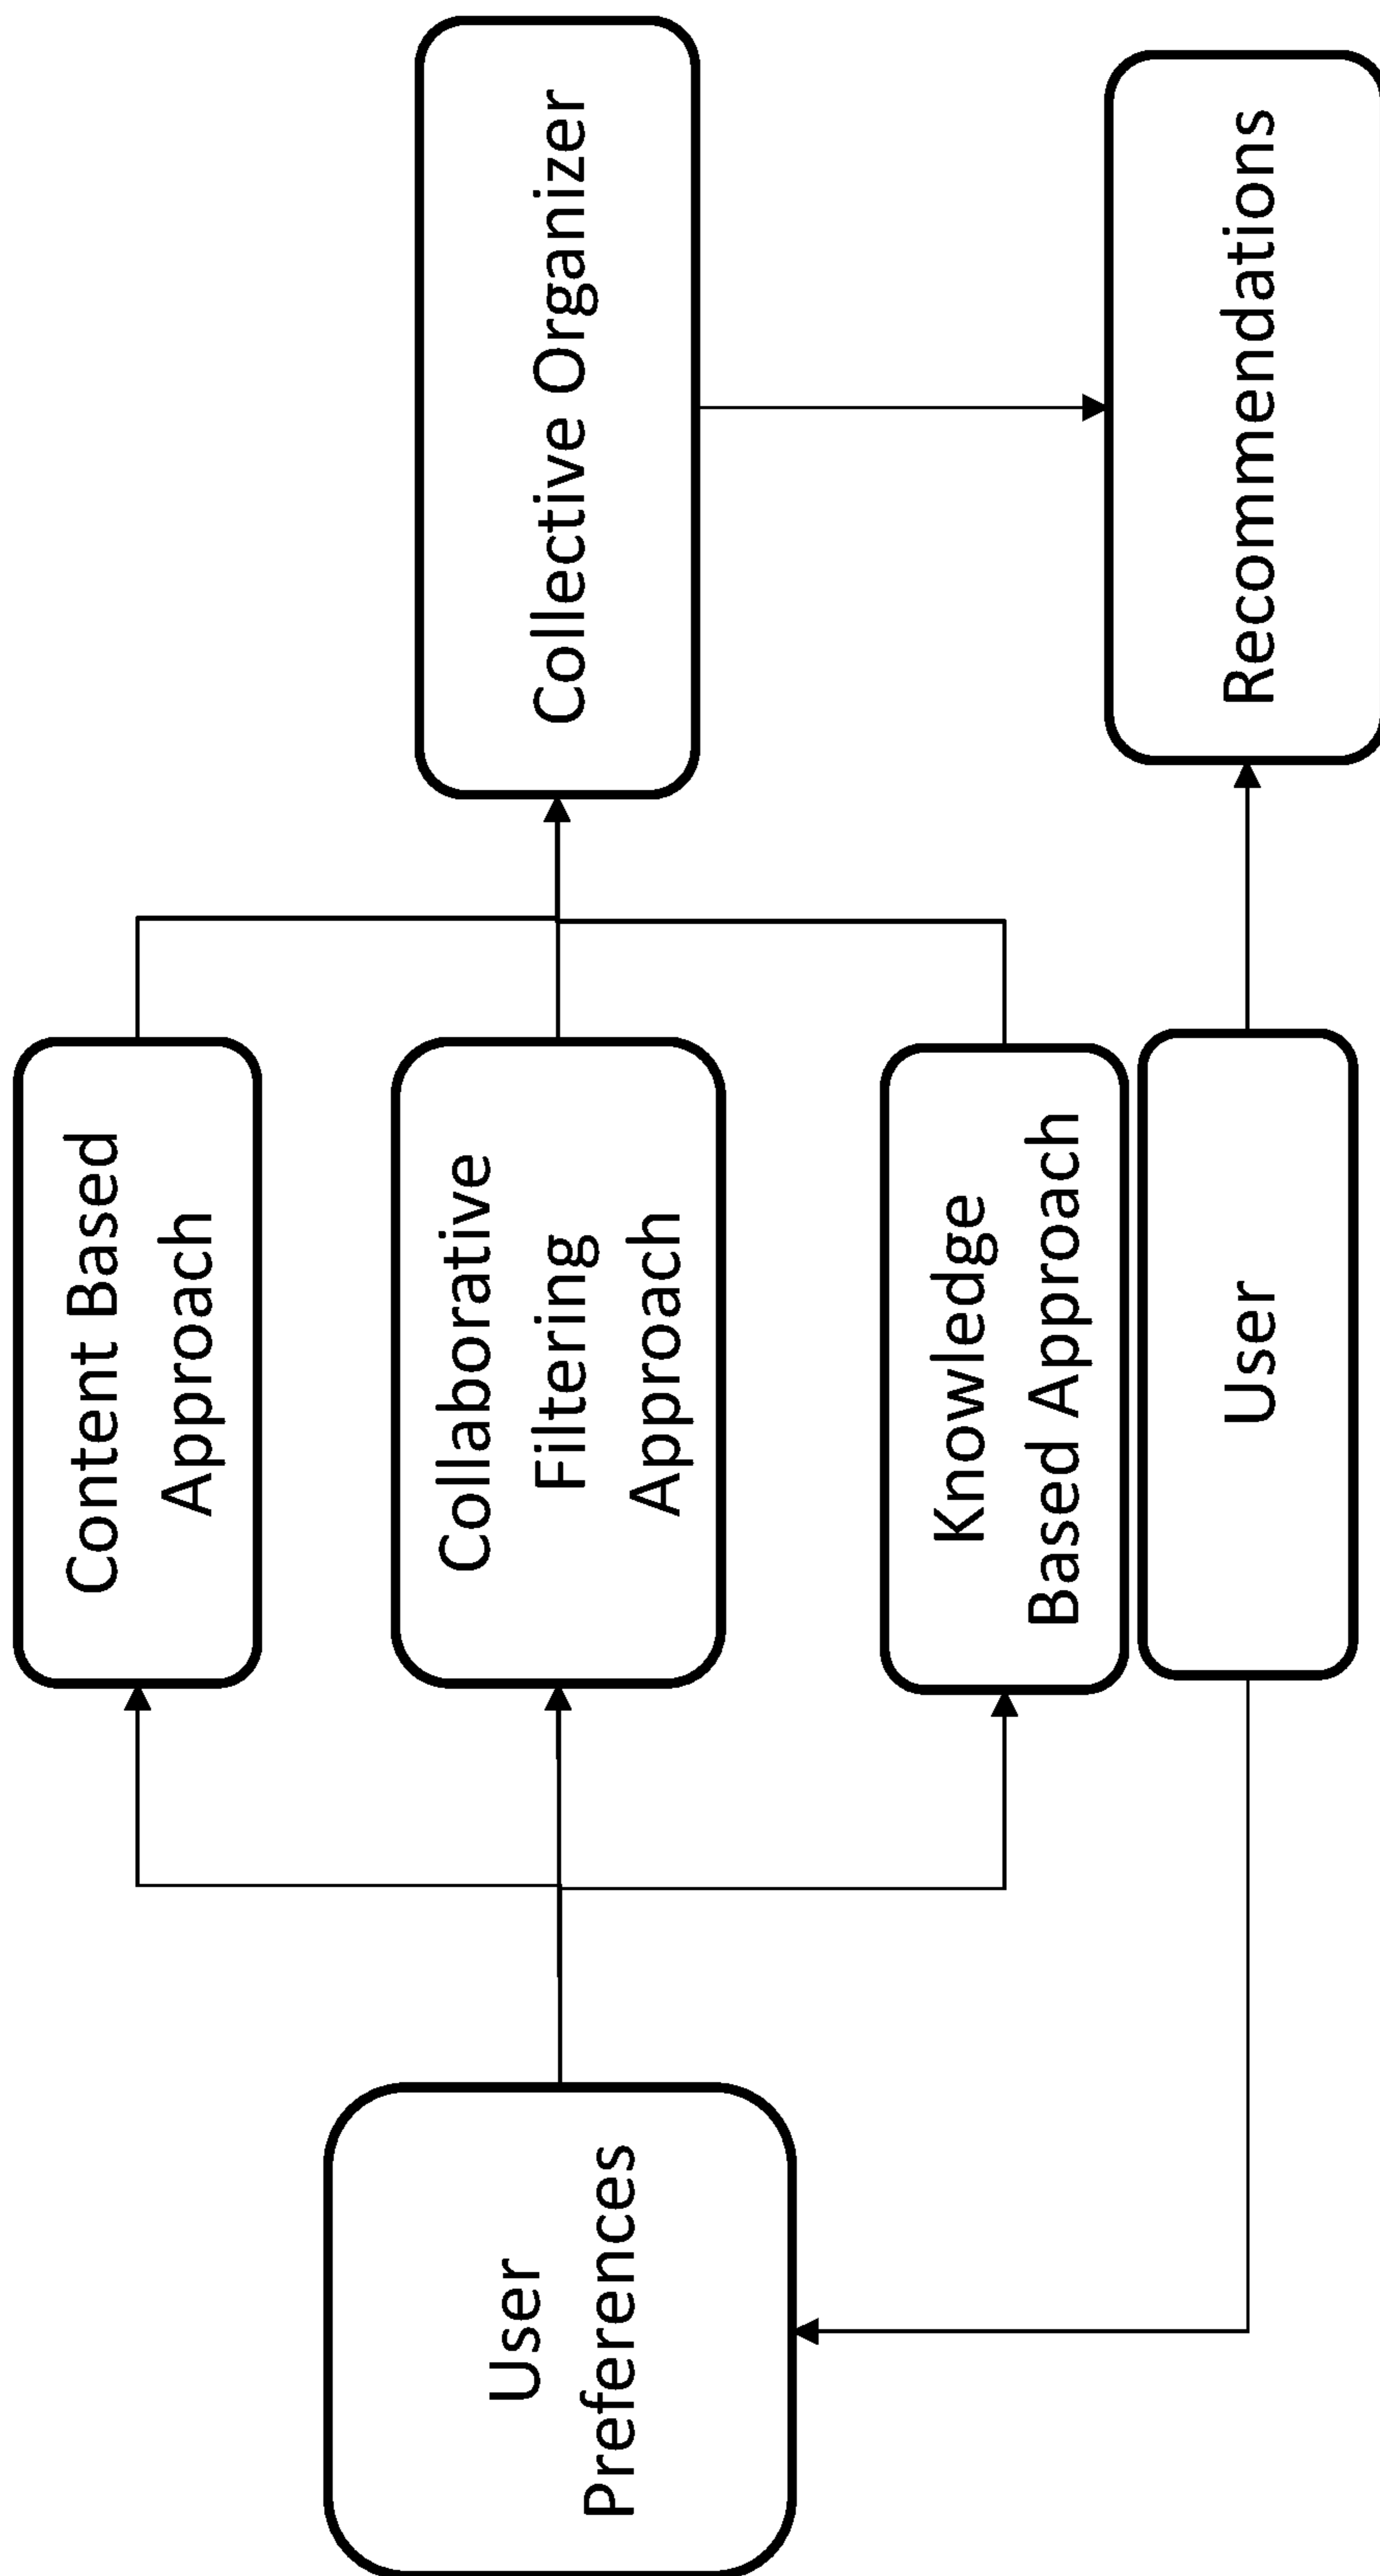 User
Preferences
Content Based
Approach
Collaborative
Filtering
Approach
Knowledge
Based Approach
User
Collective Organizer
Recommendations